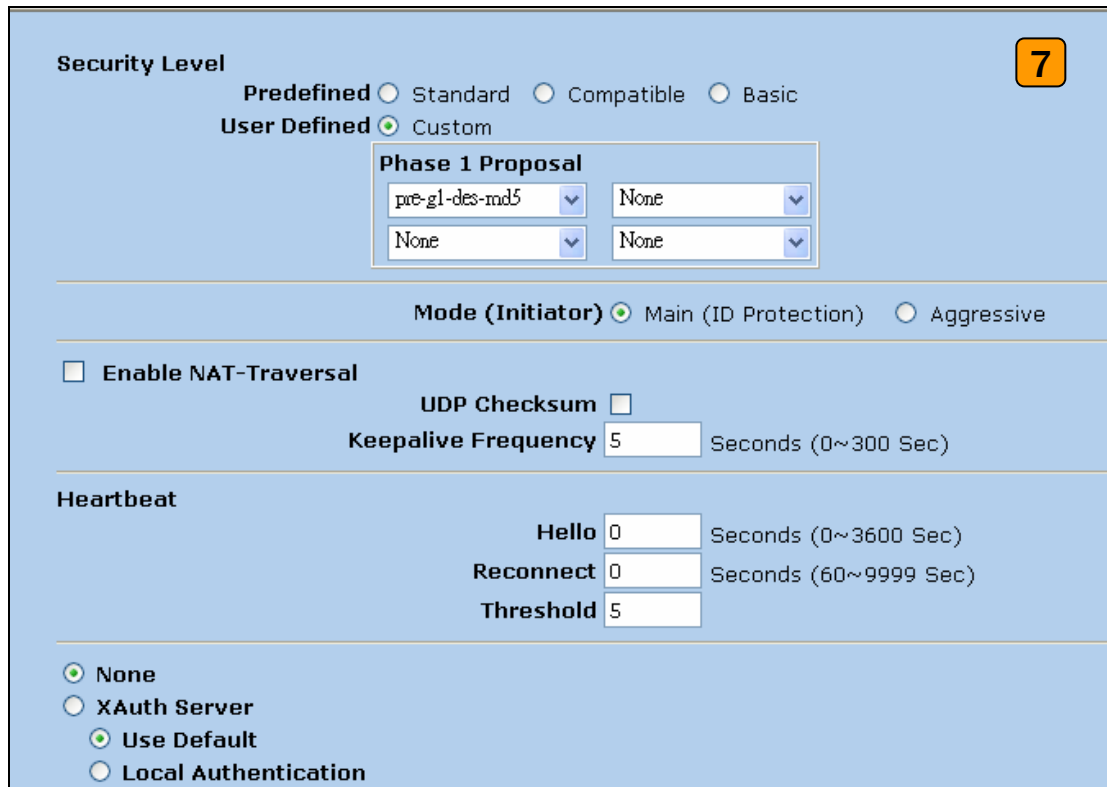 7
Security Level
Predefined Standard Compatible Basic
User Defined Custom
Phase 1 Proposal
pre-g1-des-md5 None
None None
Mode (Initiator) Main (ID Protection) Aggressive
Enable NAT-Traversal
UDP Checksum
Keepalive Frequency 5 Seconds (0~300 Sec)
Heartbeat
Hello 0 Seconds (0~3600 Sec)
Reconnect 0 Seconds (60~9999 Sec)
Threshold 5
None
XAuth Server
Use Default
Local Authentication